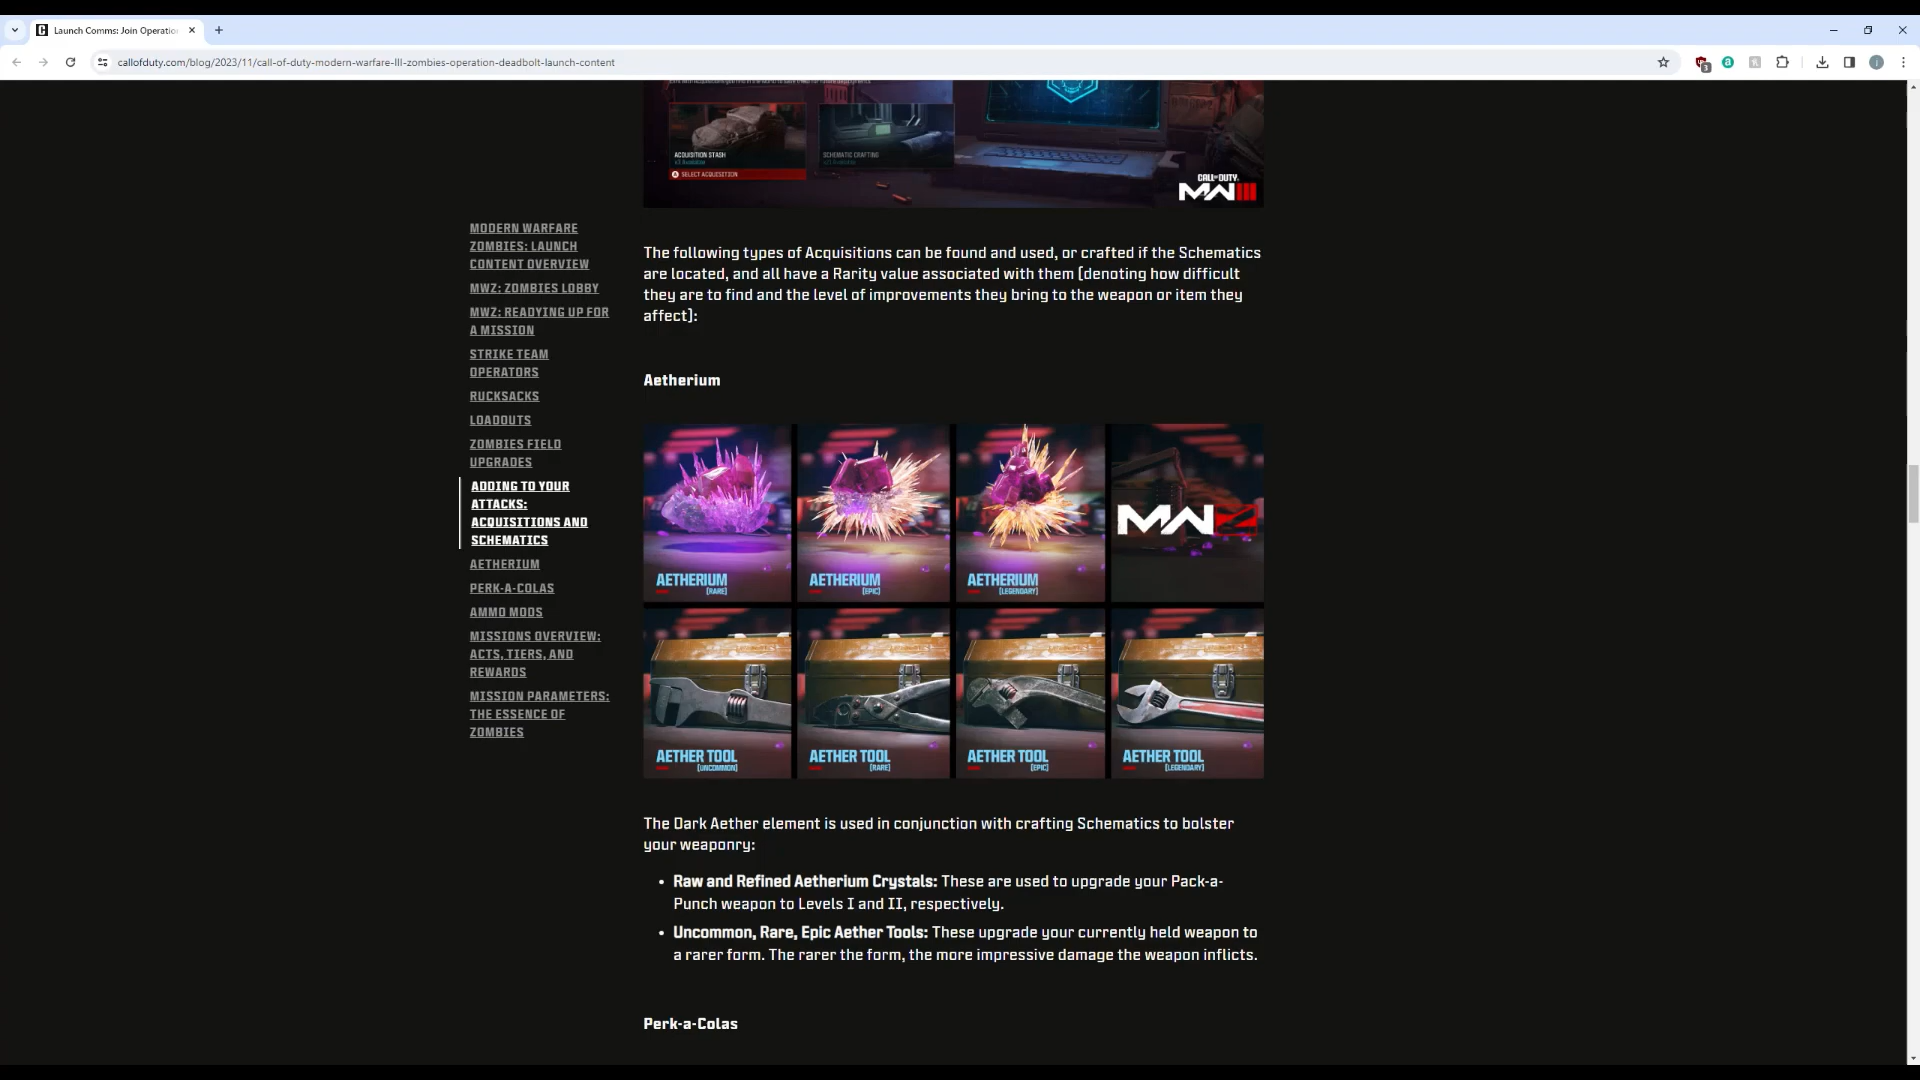 Launch Comms: Join Operatio
callofduty.com/blog/2023/11/call-of-duty-modern-warfare-III-zombies-operation-deadbolt-launch-content
3
ACQUISITION STASH
SCHEMATIC CRAFTING
SELECT ACQUISITION
CALL OF DUTY
MWIII
MODERN WARFARE
ZOMBIES: LAUNCH
CONTENT OVERVIEW
MWZ: ZOMBIES LOBBY
MWZ: READYING UP FOR
A MISSION
STRIKE TEAM
OPERATORS
RUCKSACKS
LOADOUTS
ZOMBIES FIELD
UPGRADES
ADDING TO YOUR
ATTACKS:
ACQUISITIONS AND
SCHEMATICS
AETHERIUM
PERK-A-COLAS
AMMO MODS
MISSIONS OVERVIEW:
ACTS, TIERS, AND
REWARDS
MISSION PARAMETERS:
THE ESSENCE OF
ZOMBIES
The following types of Acquisitions can be found and used, or crafted if the Schematics
are located, and all have a Rarity value associated with them (denoting how difficult
they are to find and the level of improvements they bring to the weapon or item they
affect):
Aetherium
AETHERIUM
[RARE]
AETHERIUM
[EPIC]
AETHERIUM
[LEGENDARY]
MWZ
AETHER TOOL
[UNCOMMON]
AETHER TOOL
[RARE]
AETHER TOOL
[EPIC]
AETHER TOOL
[LEGENDARY]
The Dark Aether element is used in conjunction with crafting Schematics to bolster
your weaponry:
• Raw and Refined Aetherium Crystals: These are used to upgrade your Pack-a-
Punch weapon to Levels I and II, respectively.
• Uncommon, Rare, Epic Aether Tools: These upgrade your currently held weapon to
a rarer form. The rarer the form, the more impressive damage the weapon inflicts.
Perk-a-Colas